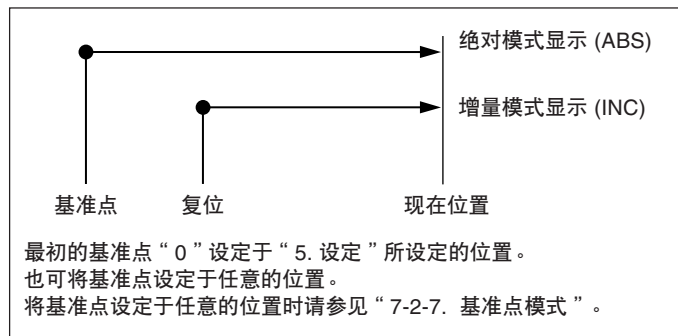 绝对模式显示 (ABS)
增量模式显示 (INC)
基准点
复位
现在位置
最初的基准点“0”设定于“5. 设定”所设定的位置。
也可将基准点设定于任意的位置。
将基准点设定于任意的位置时请参见“7-2-7. 基准点模式”。